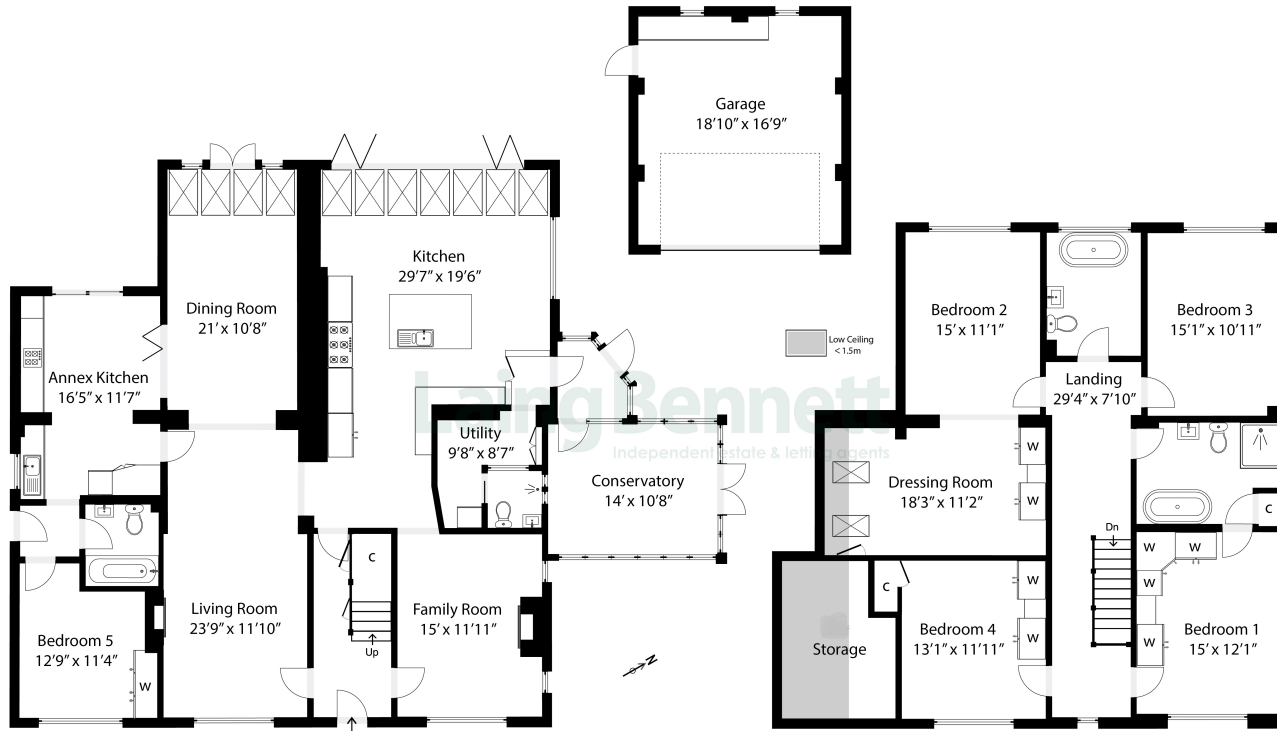 Garage
18'10" x 16'9"
Kitchen
29'7" x 19'6"
Dining Room
21' x 10'8"
Annex Kitchen
16'5" x 11'7"
Utility
9'8" x 8'7"
Conservatory
14' x 10'8"
Living Room
23'9" x 11'10"
Family Room
15' x 11'11"
Bedroom 5
12'9" x 11'4"
W
C
Up
N
Low Ceiling
< 1.5m
Laing Bennett
Independent estate & letting agents
Bedroom 2
15' x 11'1"
Bedroom 3
15'1" x 10'11"
Landing
29'4" x 7'10"
Dressing Room
18'3" x 11'2"
W
W
C
Dn
W
W
W
W
Bedroom 1
15' x 12'1"
C
W
W
Bedroom 4
13'1" x 11'11"
Storage